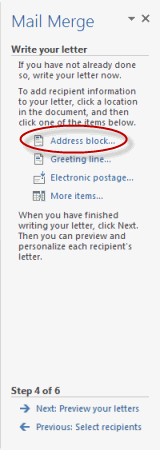 Mail Merge
Write your letter
If you have not already done
so, write your letter now.
To add recipient information
to your letter, click a location
in the document, and then
click one of the items below.
Address block...
Greeting line...
Electronic postage...
More items...
When you have finished
writing your letter, click Next.
Then you can preview and
personalize each recipient's
letter.
Step 4 of 6
Next: Preview your letters
Previous: Select recipients